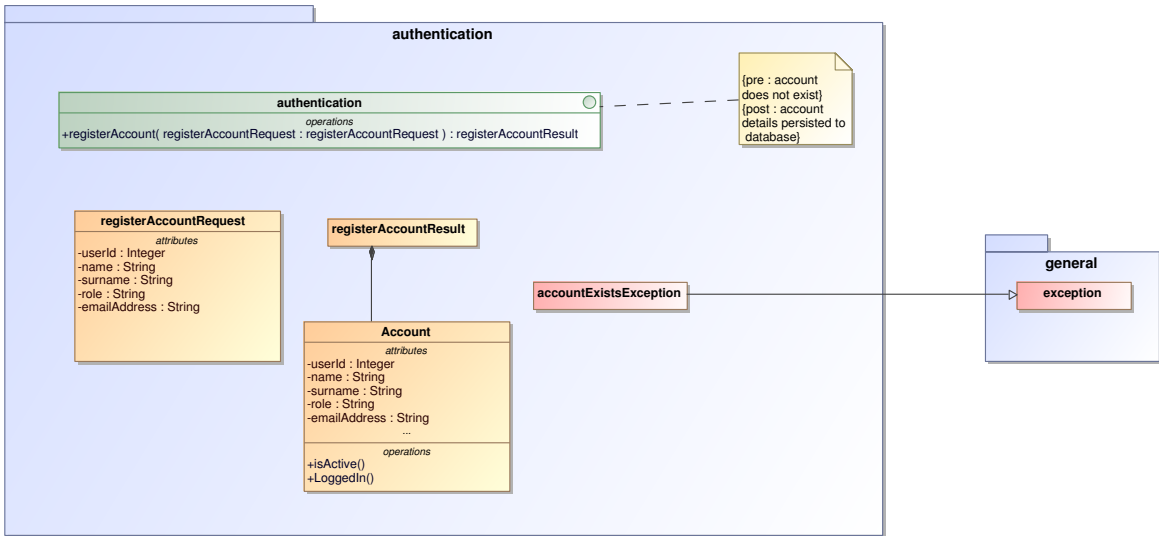 authentication
authentication
operations
+registerAccount( registerAccountRequest : registerAccountRequest ) : registerAccountResult
{pre : account
does not exist}
{post : account
details persisted to
database}
registerAccountRequest
attributes
-userId : Integer
-name : String
-surname : String
-role : String
-emailAddress : String
registerAccountResult
Account
attributes
-userId : Integer
-name : String
-surname : String
-role : String
-emailAddress : String
...
operations
+isActive()
+LoggedIn()
accountExistsException
general
exception